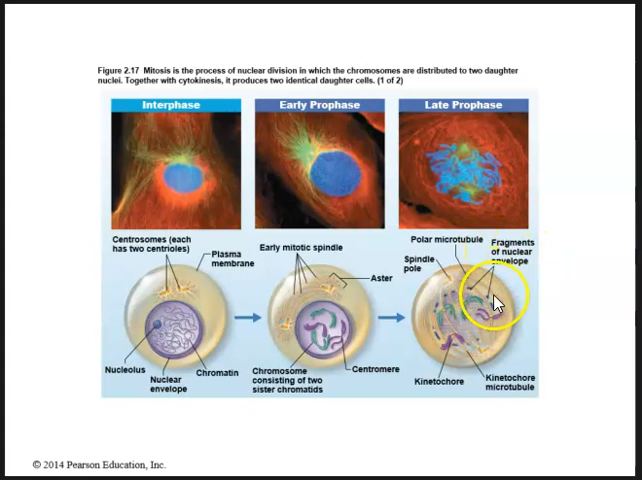 Figure 2.17 Mitosis is the process of nuclear division in which the chromosomes are distributed to two daughter
nuclei. Together with cytokinesis, it produces two identical daughter cells. (1 of 2)
Interphase
Early Prophase
Late Prophase
Centrosomes (each
has two centrioles)
Plasma
membrane
Early mitotic spindle
Aster
Polar microtubule
Fragments
of nuclear
envelope
Spindle
pole
Nucleolus
Nuclear
envelope
Chromatin
Chromosome
consisting of two
sister chromatids
Centromere
Kinetochore
Kinetochore
microtubule
© 2014 Pearson Education, Inc.